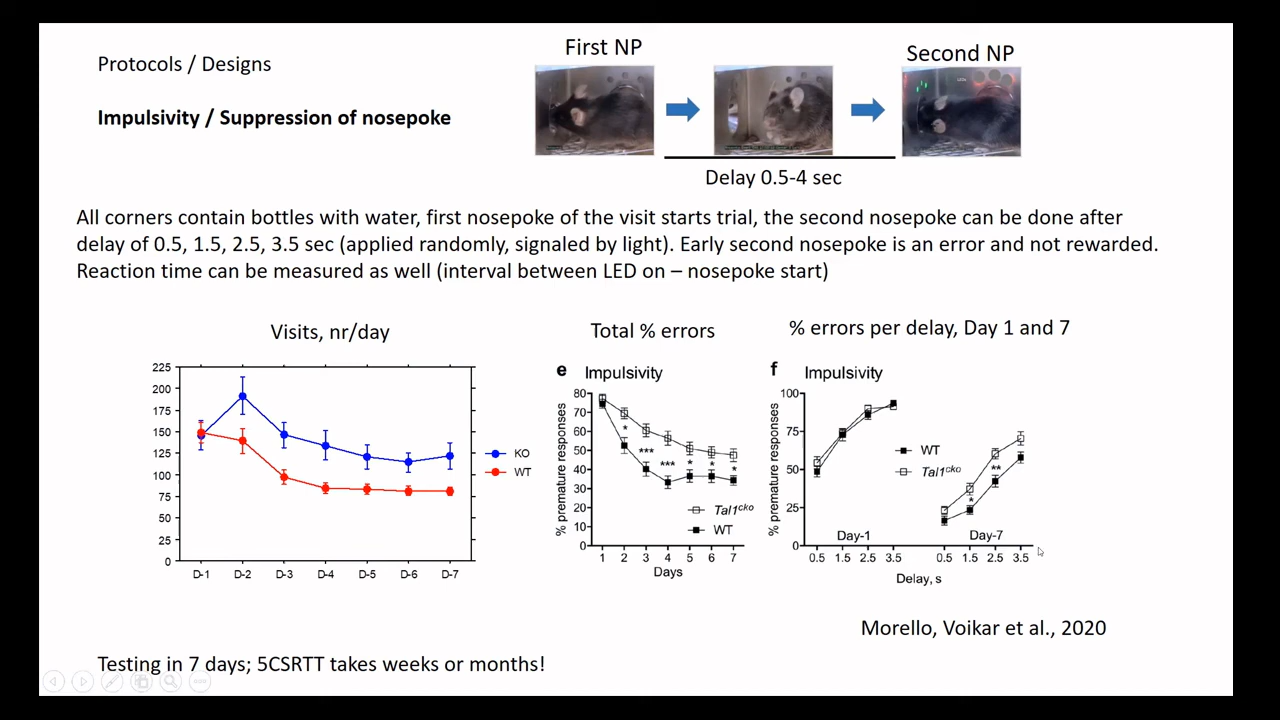 Protocols / Designs
Impulsivity / Suppression of nosepoke
First NP
Second NP
Delay 0.5-4 sec
All corners contain bottles with water, first nosepoke of the visit starts trial, the second nosepoke can be done after
delay of 0.5, 1.5, 2.5, 3.5 sec (applied randomly, signaled by light). Early second nosepoke is an error and not rewarded.
Reaction time can be measured as well (interval between LED on – nosepoke start)
Visits, nr/day
225
200
175
150
125
100
75
50
25
0
D-1 D-2 D-3 D-4 D-5 D-6 D-7
KO
WT
Total % errors
e Impulsivity
% premature responses
80
70
60
50
40
30
20
10
0
* *** *** * * *
Tal1cko
WT
1 2 3 4 5 6 7
Days
% errors per delay, Day 1 and 7
f Impulsivity
% premature responses
100
75
50
25
0
WT
Tal1cko
* **
Day-1 Day-7
0.5 1.5 2.5 3.5 0.5 1.5 2.5 3.5
Delay, s
Morello, Voikar et al., 2020
Testing in 7 days; 5CSRTT takes weeks or months!